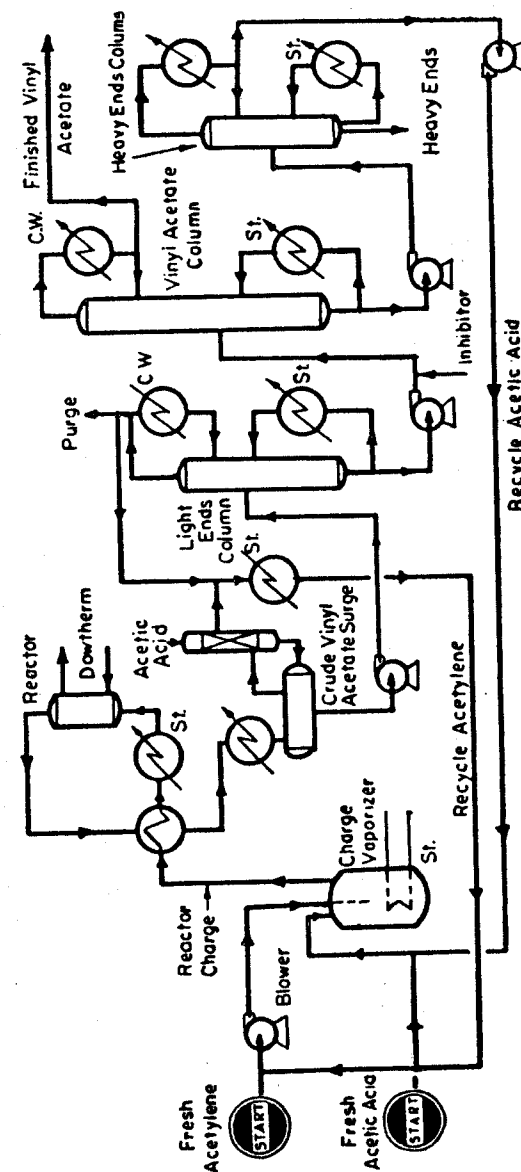 Fresh
Acetylene
START
Fresh
Acetic Acid
START
Blower
Reactor
Charge
Charge
Vaporizer
St.
Recycle Acetylene
Reactor
Dowtherm
St.
Acetic
Acid
Crude Vinyl
Acetate Surge
St.
Light
Ends
Column
Purge
C W
St.
Inhibitor
Recycle Acetic Acid
C.W.
Vinyl Acetate
Column
St.
Finished Vinyl
Acetate
Heavy Ends Colums
St.
Heavy Ends